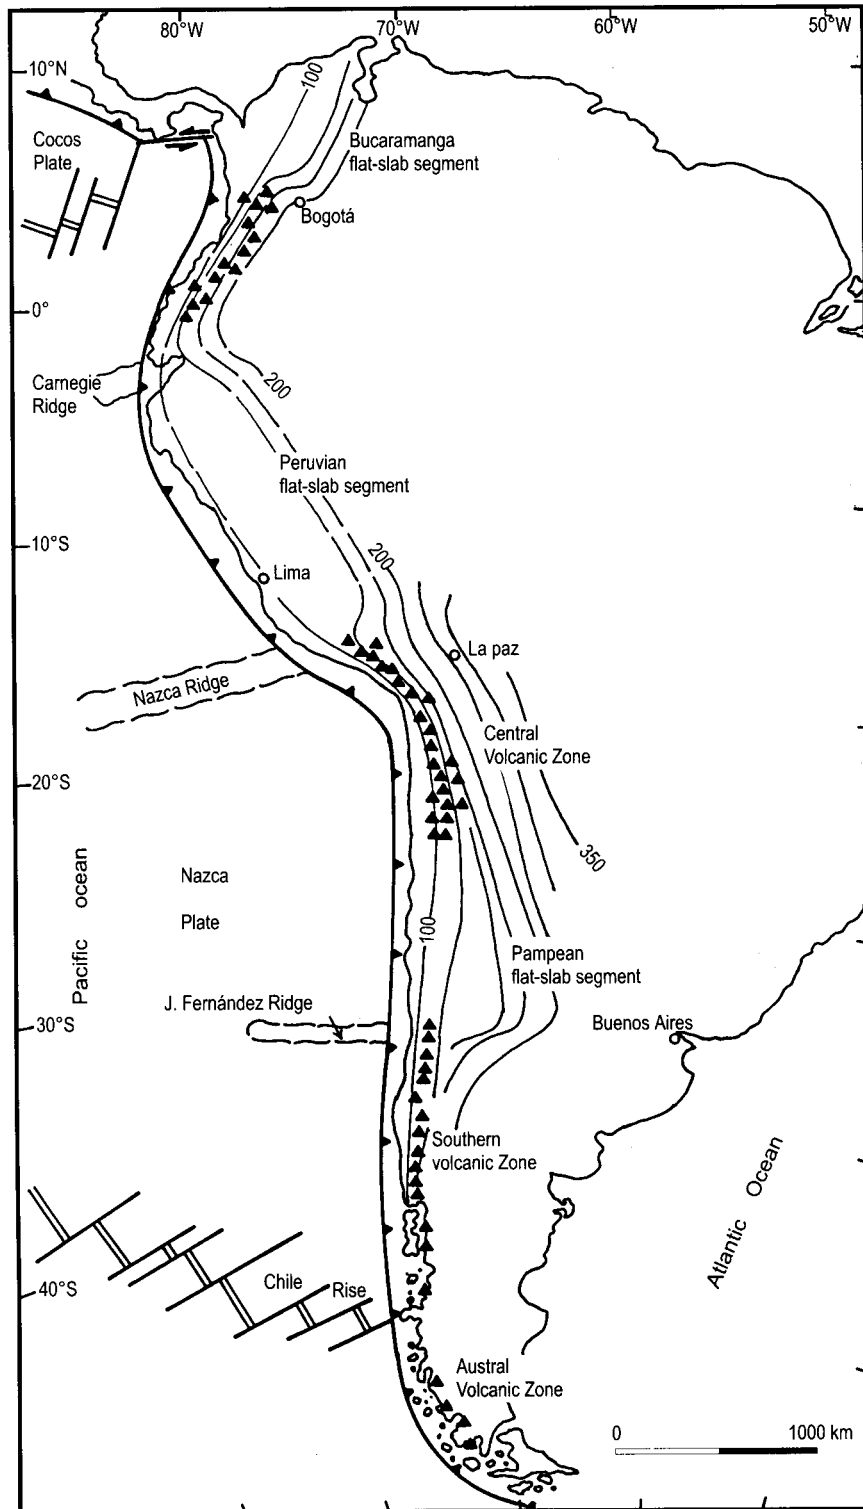 80°W
70°W
60°W
50°W
10°N
100
Cocos
Plate
Bucaramanga
flat-slab segment
Bogotá
0°
Carnegie
Ridge
200
Peruvian
flat-slab segment
10°S
200
Lima
La paz
Nazca Ridge
Central
Volcanic Zone
20°S
350
Nazca
Plate
Pacific ocean
100
Pampean
flat-slab segment
J. Fernández Ridge
30°S
Buenos Aires
Southern
volcanic Zone
Atlantic Ocean
Chile Rise
40°S
Austral
Volcanic Zone
0
1000 km